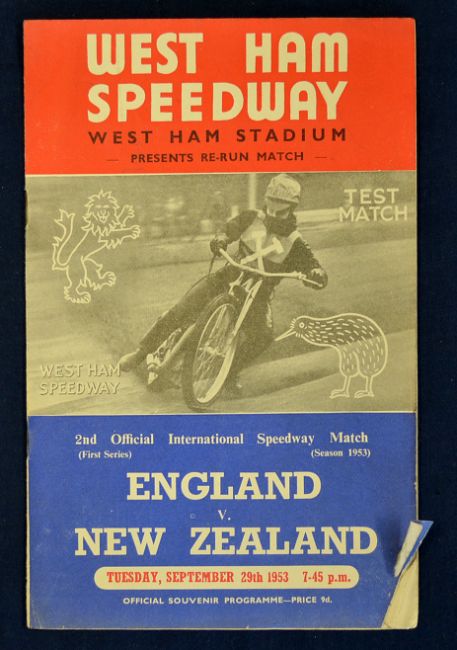 WEST HAM
SPEEDWAY
WEST HAM STADIUM
— PRESENTS RE-RUN MATCH —
TEST
MATCH
WEST HAM
SPEEDWAY
2nd Official International Speedway Match
(First Series) (Season 1953)
ENGLAND
v.
NEW ZEALAND
TUESDAY, SEPTEMBER 29th 1953 7-45 p.m.
OFFICIAL SOUVENIR PROGRAMME—PRICE 9d.